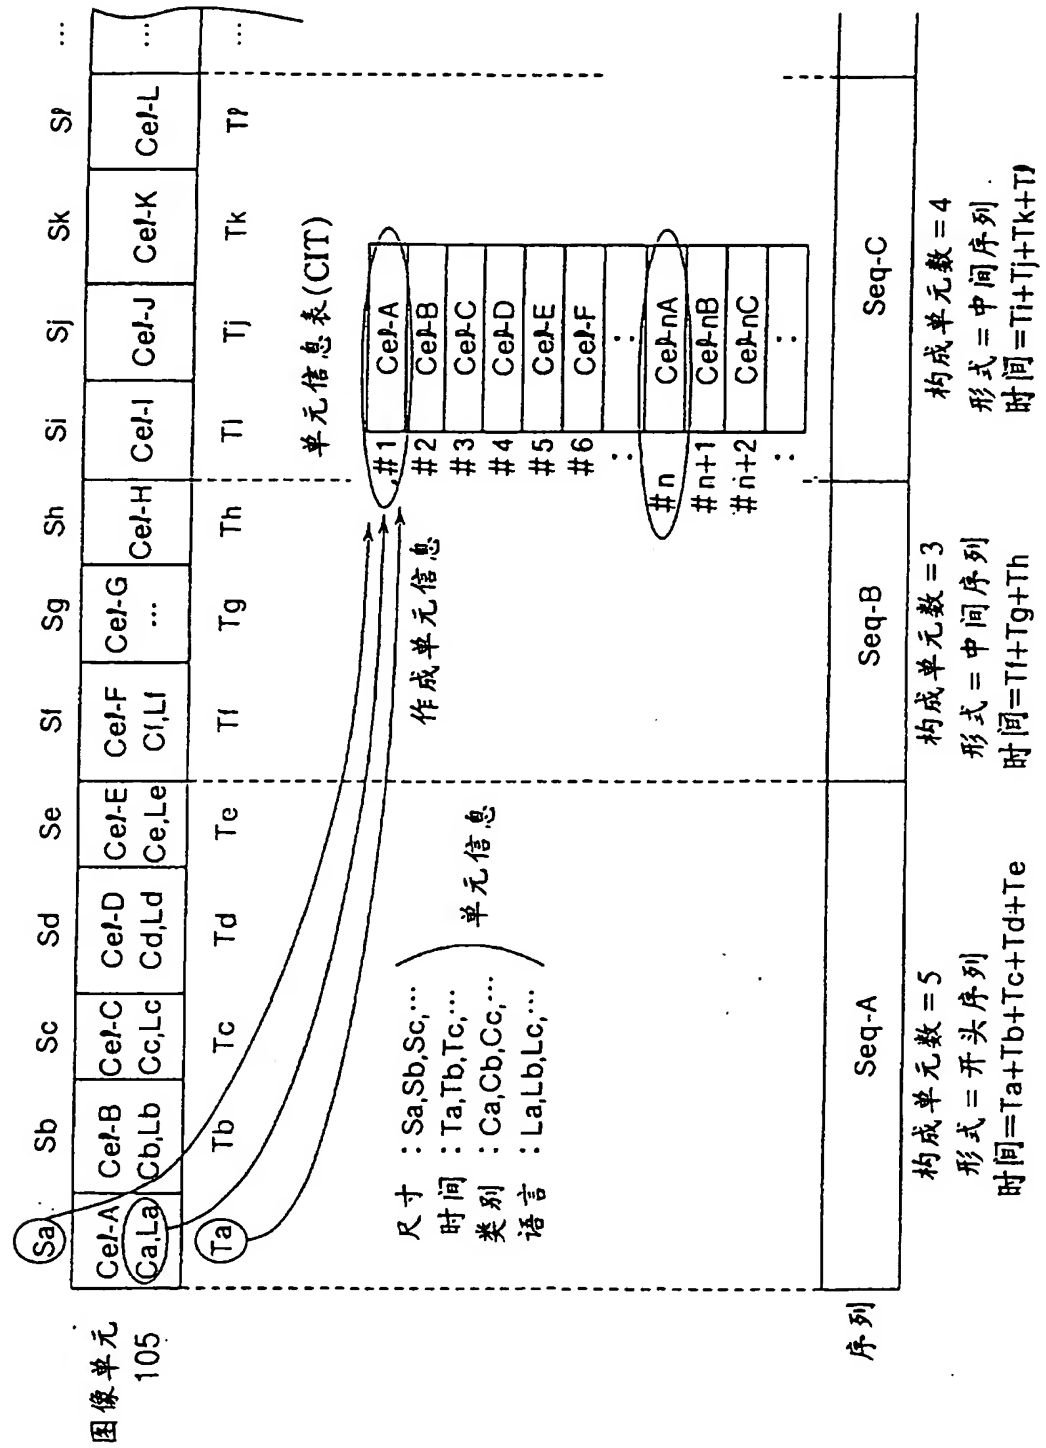 Sa Sb Sc Sd Se Sf Sg Sh Si Sj Sk Sℓ …
图像单元
105
Ceℓ-A Ceℓ-B Ceℓ-C Ceℓ-D Ceℓ-E Ceℓ-F Ceℓ-G Ceℓ-H Ceℓ-I Ceℓ-J Ceℓ-K Ceℓ-L …
Ca,La Cb,Lb Cc,Lc Cd,Ld Ce,Le Cf,Lf …
Ta Tb Tc Td Te Tf Tg Th Ti Tj Tk Tℓ …
单元信息表(CIT)
尺寸 :Sa,Sb,Sc,…
时间 :Ta,Tb,Tc,…
类别 :Ca,Cb,Cc,…
语言 :La,Lb,Lc,…
单元信息
作成单元信息
#1 Ceℓ-A
#2 Ceℓ-B
#3 Ceℓ-C
#4 Ceℓ-D
#5 Ceℓ-E
#6 Ceℓ-F
: :
#n Ceℓ-nA
#n+1 Ceℓ-nB
#n+2 Ceℓ-nC
: :
序列
Seq-A Seq-B Seq-C
构成单元数=5
形式=开头序列
时间=Ta+Tb+Tc+Td+Te
构成单元数=3
形式=中间序列
时间=Tf+Tg+Th
构成单元数=4
形式=中间序列
时间=Ti+Tj+Tk+Tℓ